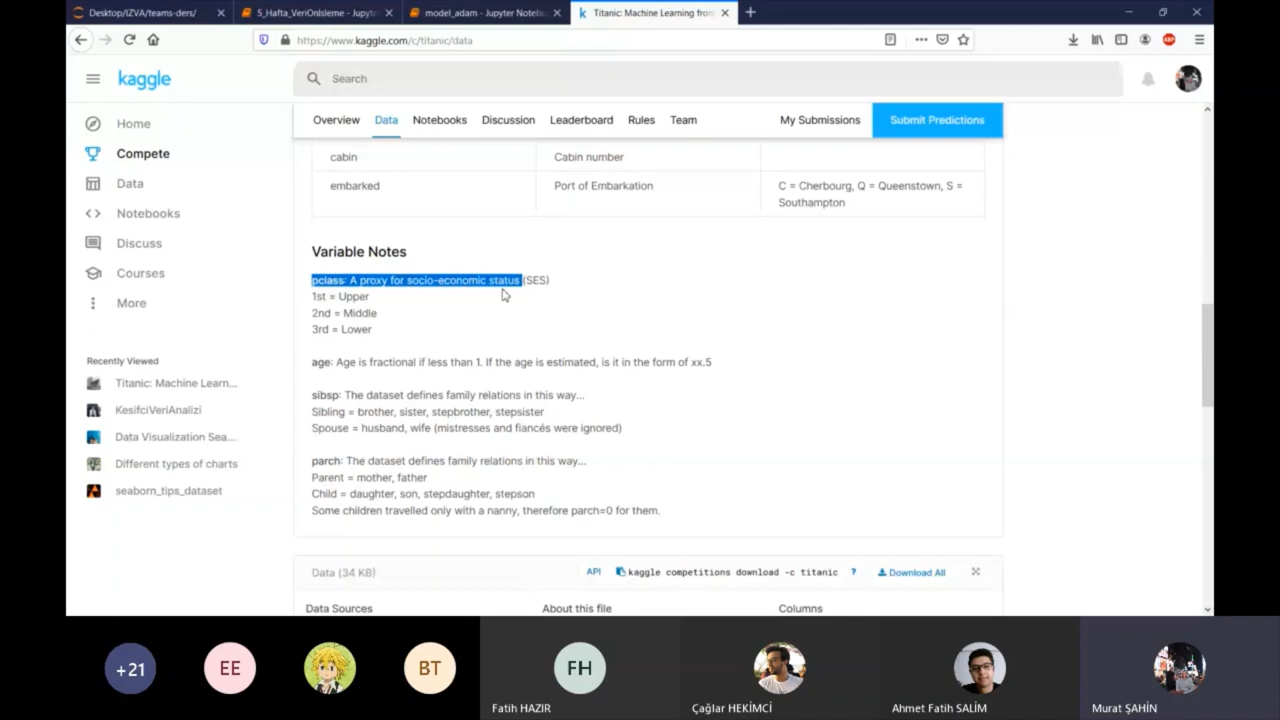 Desktop/IZVA/teams-ders/
5_Hafta_VeriOnIsleme - Jupyte
model_adam - Jupyter Notebook
Titanic: Machine Learning from
https://www.kaggle.com/c/titanic/data
kaggle
Search
Overview
Data
Notebooks
Discussion
Leaderboard
Rules
Team
My Submissions
Submit Predictions
Home
Compete
Data
Notebooks
Discuss
Courses
More
Recently Viewed
Titanic: Machine Learn...
KesifciVeriAnalizi
Data Visualization Sea...
Different types of charts
seaborn_tips_dataset
cabin
Cabin number
embarked
Port of Embarkation
C = Cherbourg, Q = Queenstown, S =
Southampton
Variable Notes
pclass: A proxy for socio-economic status (SES)
1st = Upper
2nd = Middle
3rd = Lower
age: Age is fractional if less than 1. If the age is estimated, is it in the form of xx.5
sibsp: The dataset defines family relations in this way...
Sibling = brother, sister, stepbrother, stepsister
Spouse = husband, wife (mistresses and fiancés were ignored)
parch: The dataset defines family relations in this way...
Parent = mother, father
Child = daughter, son, stepdaughter, stepson
Some children travelled only with a nanny, therefore parch=0 for them.
Data (34 KB)
API
kaggle competitions download -c titanic
?
Download All
Data Sources
About this file
Columns
+21
EE
BT
FH
Fatih HAZIR
Çağlar HEKİMCİ
Ahmet Fatih SALİM
Murat ŞAHİN